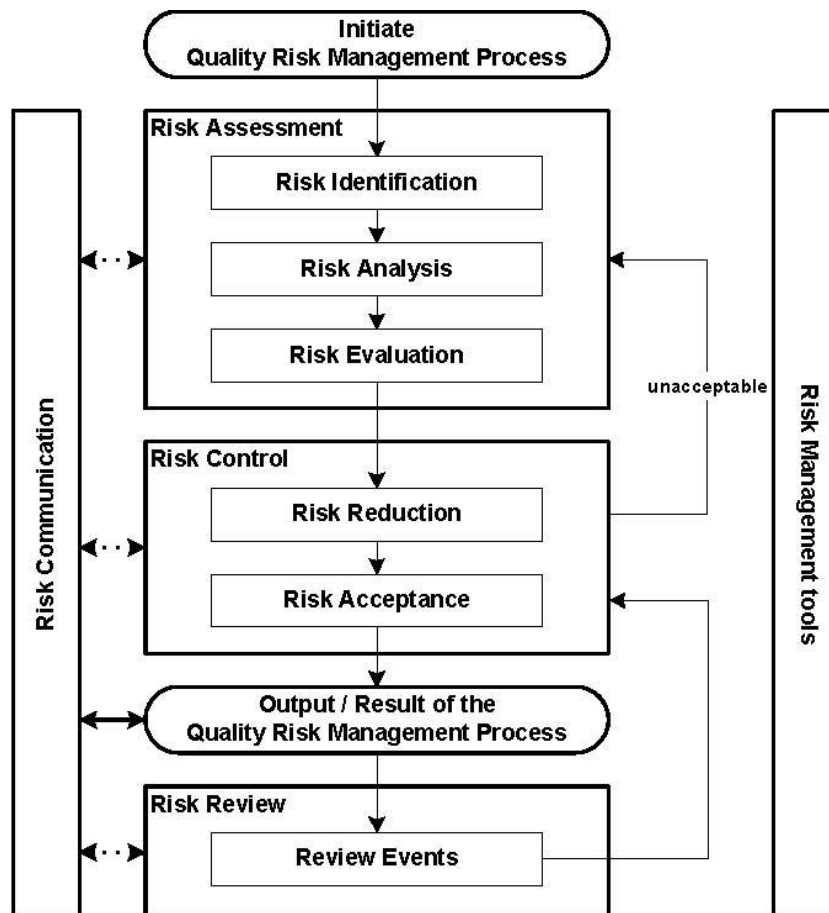 Initiate
Quality Risk Management Process
Risk Assessment
Risk Identification
Risk Analysis
Risk Evaluation
unacceptable
Risk Control
Risk Reduction
Risk Acceptance
Output / Result of the
Quality Risk Management Process
Risk Review
Review Events
Risk Communication
Risk Management tools